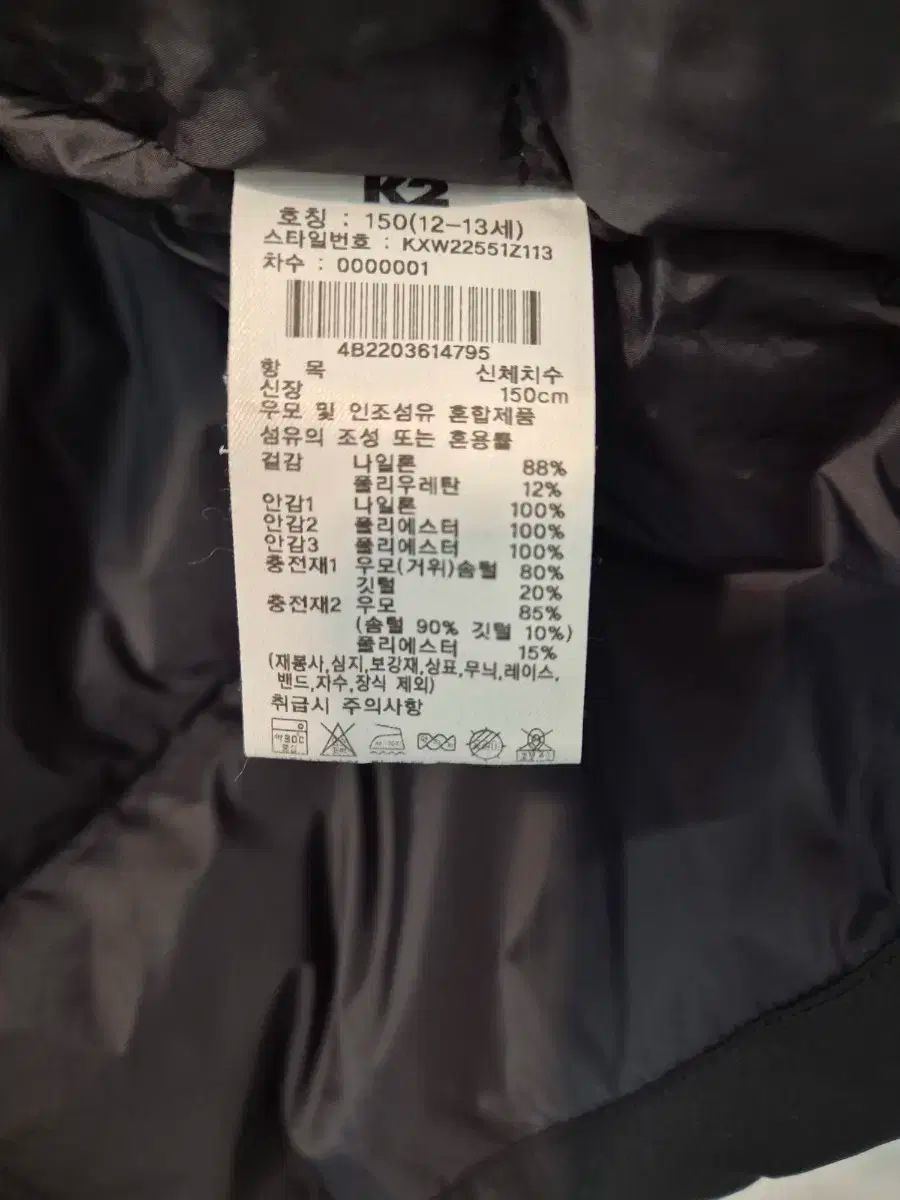 K2
호칭 : 150(12-13세)
스타일번호 : KXW22551Z113
차수 : 0000001
4B2203614795
항 목 신체치수
신장 150cm
우모 및 인조섬유 혼합제품
섬유의 조성 또는 혼용률
겉감 나일론 88%
폴리우레탄 12%
안감1 나일론 100%
안감2 폴리에스터 100%
안감3 폴리에스터 100%
충전재1 우모(거위)솜털 80%
깃털 20%
충전재2 우모 85%
(솜털 90% 깃털 10%)
폴리에스터 15%
(재봉사,심지,보강재,상표,무늬,레이스,
밴드,자수,장식 제외)
취급시 주의사항
약30℃
중성